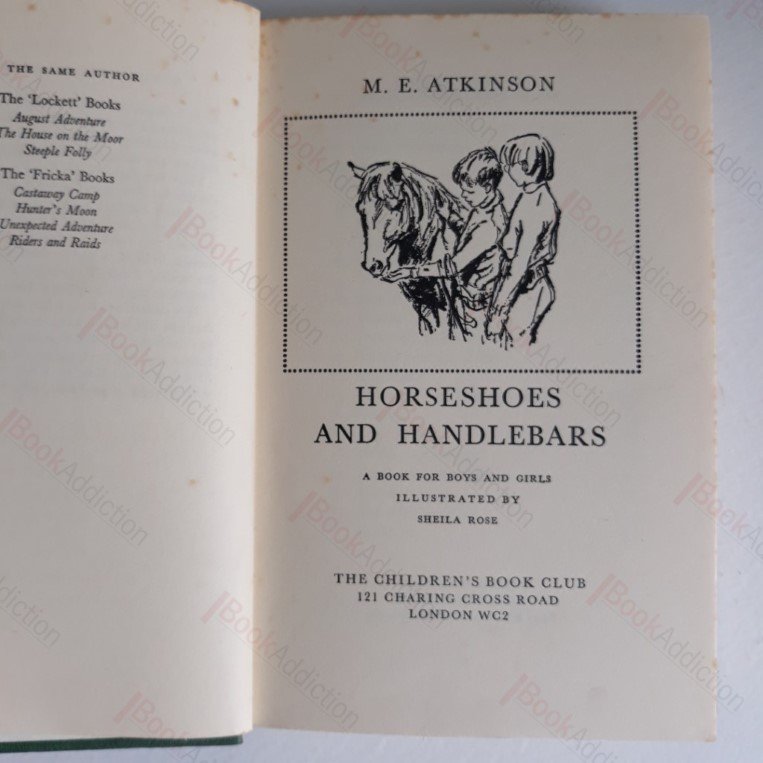 THE SAME AUTHOR
The 'Lockett' Books
August Adventure
The House on the Moor
Steeple Folly
The 'Fricka' Books
Castaway Camp
Hunter's Moon
Unexpected Adventure
Riders and Raids
M. E. ATKINSON
HORSESHOES
AND HANDLEBARS
A BOOK FOR BOYS AND GIRLS
ILLUSTRATED BY
SHEILA ROSE
THE CHILDREN'S BOOK CLUB
121 CHARING CROSS ROAD
LONDON WC2
BookAddiction